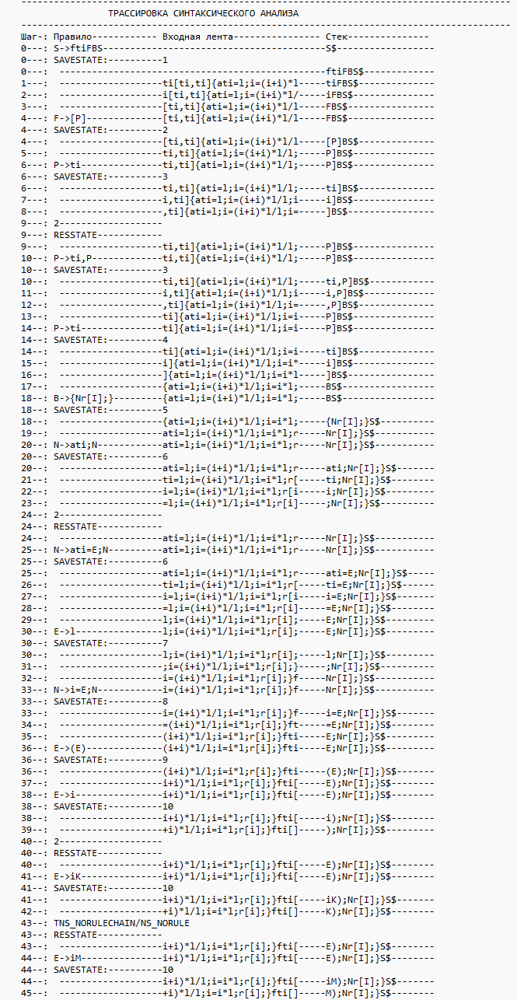 ------------------------------------------------------------------------------------------
                ТРАССИРОВКА СИНТАКСИЧЕСКОГО АНАЛИЗА
------------------------------------------------------------------------------------------
Шаг-: Правило------------ Входная лента---------------- Стек---------------
0---: S->ftiFBS-----------------------------------------S$------------------
0---: SAVESTATE:----------1
0---:  -------------------------------------------------ftiFBS$-------------
1---:  -------------------ti[ti,ti]{ati=l;i=(i+i)*l-----tiFBS$--------------
2---:  -------------------i[ti,ti]{ati=l;i=(i+i)*l/-----iFBS$---------------
3---:  -------------------[ti,ti]{ati=l;i=(i+i)*l/l-----FBS$----------------
4---: F->[P]--------------[ti,ti]{ati=l;i=(i+i)*l/l-----FBS$----------------
4---: SAVESTATE:----------2
4---:  -------------------[ti,ti]{ati=l;i=(i+i)*l/l-----[P]BS$--------------
5---:  -------------------ti,ti]{ati=l;i=(i+i)*l/l;-----P]BS$---------------
6---: P->ti---------------ti,ti]{ati=l;i=(i+i)*l/l;-----P]BS$---------------
6---: SAVESTATE:----------3
6---:  -------------------ti,ti]{ati=l;i=(i+i)*l/l;-----ti]BS$--------------
7---:  -------------------i,ti]{ati=l;i=(i+i)*l/l;i-----i]BS$---------------
8---:  -------------------,ti]{ati=l;i=(i+i)*l/l;i=-----]BS$----------------
9---: 2-------------------
9---: RESSTATE------------
9---:  -------------------ti,ti]{ati=l;i=(i+i)*l/l;-----P]BS$---------------
10--: P->ti,P-------------ti,ti]{ati=l;i=(i+i)*l/l;-----P]BS$---------------
10--: SAVESTATE:----------3
10--:  -------------------ti,ti]{ati=l;i=(i+i)*l/l;-----ti,P]BS$------------
11--:  -------------------i,ti]{ati=l;i=(i+i)*l/l;i-----i,P]BS$-------------
12--:  -------------------,ti]{ati=l;i=(i+i)*l/l;i=-----,P]BS$--------------
13--:  -------------------ti]{ati=l;i=(i+i)*l/l;i=i-----P]BS$---------------
14--: P->ti---------------ti]{ati=l;i=(i+i)*l/l;i=i-----P]BS$---------------
14--: SAVESTATE:----------4
14--:  -------------------ti]{ati=l;i=(i+i)*l/l;i=i-----ti]BS$--------------
15--:  -------------------i]{ati=l;i=(i+i)*l/l;i=i*-----i]BS$---------------
16--:  -------------------]{ati=l;i=(i+i)*l/l;i=i*l-----]BS$----------------
17--:  -------------------{ati=l;i=(i+i)*l/l;i=i*l;-----BS$-----------------
18--: B->{Nr[I];}---------{ati=l;i=(i+i)*l/l;i=i*l;-----BS$-----------------
18--: SAVESTATE:----------5
18--:  -------------------{ati=l;i=(i+i)*l/l;i=i*l;-----{Nr[I];}S$----------
19--:  -------------------ati=l;i=(i+i)*l/l;i=i*l;r-----Nr[I];}S$-----------
20--: N->ati;N------------ati=l;i=(i+i)*l/l;i=i*l;r-----Nr[I];}S$-----------
20--: SAVESTATE:----------6
20--:  -------------------ati=l;i=(i+i)*l/l;i=i*l;r-----ati;Nr[I];}S$-------
21--:  -------------------ti=l;i=(i+i)*l/l;i=i*l;r[-----ti;Nr[I];}S$--------
22--:  -------------------i=l;i=(i+i)*l/l;i=i*l;r[i-----i;Nr[I];}S$---------
23--:  -------------------=l;i=(i+i)*l/l;i=i*l;r[i]-----;Nr[I];}S$----------
24--: 2-------------------
24--: RESSTATE------------
24--:  -------------------ati=l;i=(i+i)*l/l;i=i*l;r-----Nr[I];}S$-----------
25--: N->ati=E;N----------ati=l;i=(i+i)*l/l;i=i*l;r-----Nr[I];}S$-----------
25--: SAVESTATE:----------6
25--:  -------------------ati=l;i=(i+i)*l/l;i=i*l;r-----ati=E;Nr[I];}S$-----
26--:  -------------------ti=l;i=(i+i)*l/l;i=i*l;r[-----ti=E;Nr[I];}S$------
27--:  -------------------i=l;i=(i+i)*l/l;i=i*l;r[i-----i=E;Nr[I];}S$-------
28--:  -------------------=l;i=(i+i)*l/l;i=i*l;r[i]-----=E;Nr[I];}S$--------
29--:  -------------------l;i=(i+i)*l/l;i=i*l;r[i];-----E;Nr[I];}S$---------
30--: E->l----------------l;i=(i+i)*l/l;i=i*l;r[i];-----E;Nr[I];}S$---------
30--: SAVESTATE:----------7
30--:  -------------------l;i=(i+i)*l/l;i=i*l;r[i];-----l;Nr[I];}S$---------
31--:  -------------------;i=(i+i)*l/l;i=i*l;r[i];}-----;Nr[I];}S$----------
32--:  -------------------i=(i+i)*l/l;i=i*l;r[i];}f-----Nr[I];}S$-----------
33--: N->i=E;N------------i=(i+i)*l/l;i=i*l;r[i];}f-----Nr[I];}S$-----------
33--: SAVESTATE:----------8
33--:  -------------------i=(i+i)*l/l;i=i*l;r[i];}f-----i=E;Nr[I];}S$-------
34--:  -------------------=(i+i)*l/l;i=i*l;r[i];}ft-----=E;Nr[I];}S$--------
35--:  -------------------(i+i)*l/l;i=i*l;r[i];}fti-----E;Nr[I];}S$---------
36--: E->(E)--------------(i+i)*l/l;i=i*l;r[i];}fti-----E;Nr[I];}S$---------
36--: SAVESTATE:----------9
36--:  -------------------(i+i)*l/l;i=i*l;r[i];}fti-----(E);Nr[I];}S$-------
37--:  -------------------i+i)*l/l;i=i*l;r[i];}fti[-----E);Nr[I];}S$--------
38--: E->i----------------i+i)*l/l;i=i*l;r[i];}fti[-----E);Nr[I];}S$--------
38--: SAVESTATE:----------10
38--:  -------------------i+i)*l/l;i=i*l;r[i];}fti[-----i);Nr[I];}S$--------
39--:  -------------------+i)*l/l;i=i*l;r[i];}fti[]-----);Nr[I];}S$---------
40--: 2-------------------
40--: RESSTATE------------
40--:  -------------------i+i)*l/l;i=i*l;r[i];}fti[-----E);Nr[I];}S$--------
41--: E->iK---------------i+i)*l/l;i=i*l;r[i];}fti[-----E);Nr[I];}S$--------
41--: SAVESTATE:----------10
41--:  -------------------i+i)*l/l;i=i*l;r[i];}fti[-----iK);Nr[I];}S$-------
42--:  -------------------+i)*l/l;i=i*l;r[i];}fti[]-----K);Nr[I];}S$--------
43--: TNS_NORULECHAIN/NS_NORULE
43--: RESSTATE------------
43--:  -------------------i+i)*l/l;i=i*l;r[i];}fti[-----E);Nr[I];}S$--------
44--: E->iM---------------i+i)*l/l;i=i*l;r[i];}fti[-----E);Nr[I];}S$--------
44--: SAVESTATE:----------10
44--:  -------------------i+i)*l/l;i=i*l;r[i];}fti[-----iM);Nr[I];}S$-------
45--:  -------------------+i)*l/l;i=i*l;r[i];}fti[]-----M);Nr[I];}S$--------